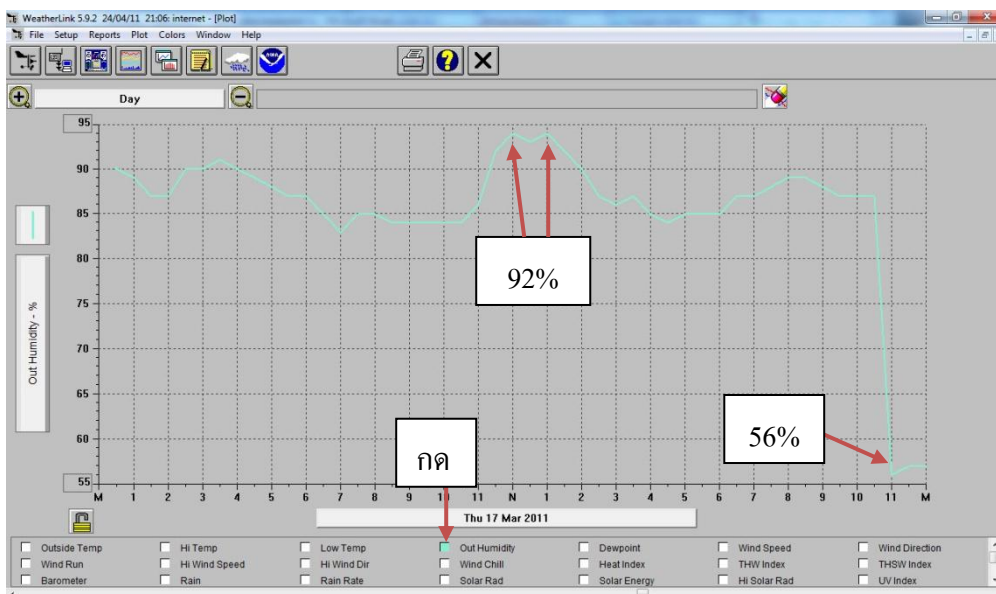 WeatherLink 5.9.2 24/04/11 21:06: internet - [Plot]
File Setup Reports Plot Colors Window Help
Day
95
90
85
80
75
70
65
60
55
Out Humidity - %
92%
56%
กด
M 1 2 3 4 5 6 7 8 9 10 11 N 1 2 3 4 5 6 7 8 9 10 11 M
Thu 17 Mar 2011
Outside Temp Hi Temp Low Temp Out Humidity Dewpoint Wind Speed Wind Direction
Wind Run Hi Wind Speed Hi Wind Dir Wind Chill Heat Index THW Index THSW Index
Barometer Rain Rain Rate Solar Rad Solar Energy Hi Solar Rad UV Index